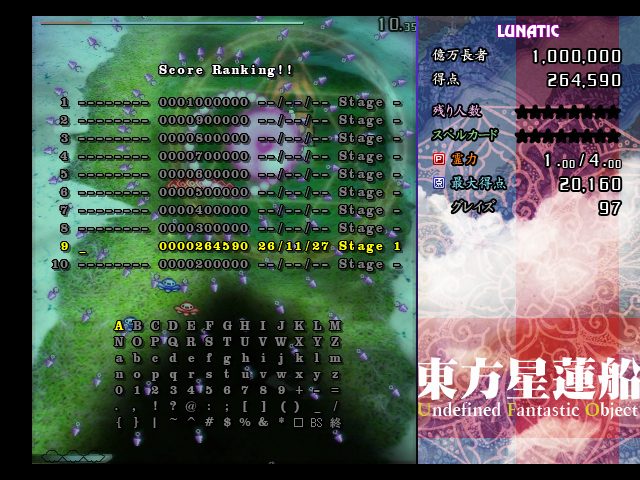 10.35
LUNATIC
億万長者 1,000,000
得点 264,590
残り人数
スペルカード
P 霊力 1.00/4.00
最大得点 20,160
グレイズ 97
Score Ranking!!
1 -------- 0001000000 --/--/-- Stage -
2 -------- 0000900000 --/--/-- Stage -
3 -------- 0000800000 --/--/-- Stage -
4 -------- 0000700000 --/--/-- Stage -
5 -------- 0000600000 --/--/-- Stage -
6 -------- 0000500000 --/--/-- Stage -
7 -------- 0000400000 --/--/-- Stage -
8 -------- 0000300000 --/--/-- Stage -
9 _ 0000264590 26/11/27 Stage 1
10 -------- 0000200000 --/--/-- Stage -
A B C D E F G H I J K L M
N O P Q R S T U V W X Y Z
a b c d e f g h i j k l m
n o p q r s t u v w x y z
0 1 2 3 4 5 6 7 8 9 + - =
. , ! ? @ : ; [ ] ( ) _ /
{ } | ~ ^ # $ % & * □ BS 終
東方星蓮船
Undefined Fantastic Object